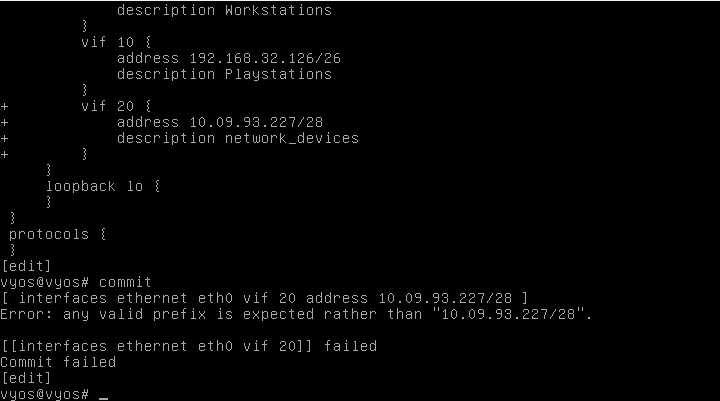 description Workstations
}
vif 10 {
address 192.168.32.126/26
description Playstations
}
+ vif 20 {
+ address 10.09.93.227/28
+ description network_devices
+ }
}
loopback lo {
}
}
protocols {
}
[edit]
vyos@vyos# commit
[ interfaces ethernet eth0 vif 20 address 10.09.93.227/28 ]
Error: any valid prefix is expected rather than "10.09.93.227/28".
[[interfaces ethernet eth0 vif 20]] failed
Commit failed
[edit]
vyos@vyos# _